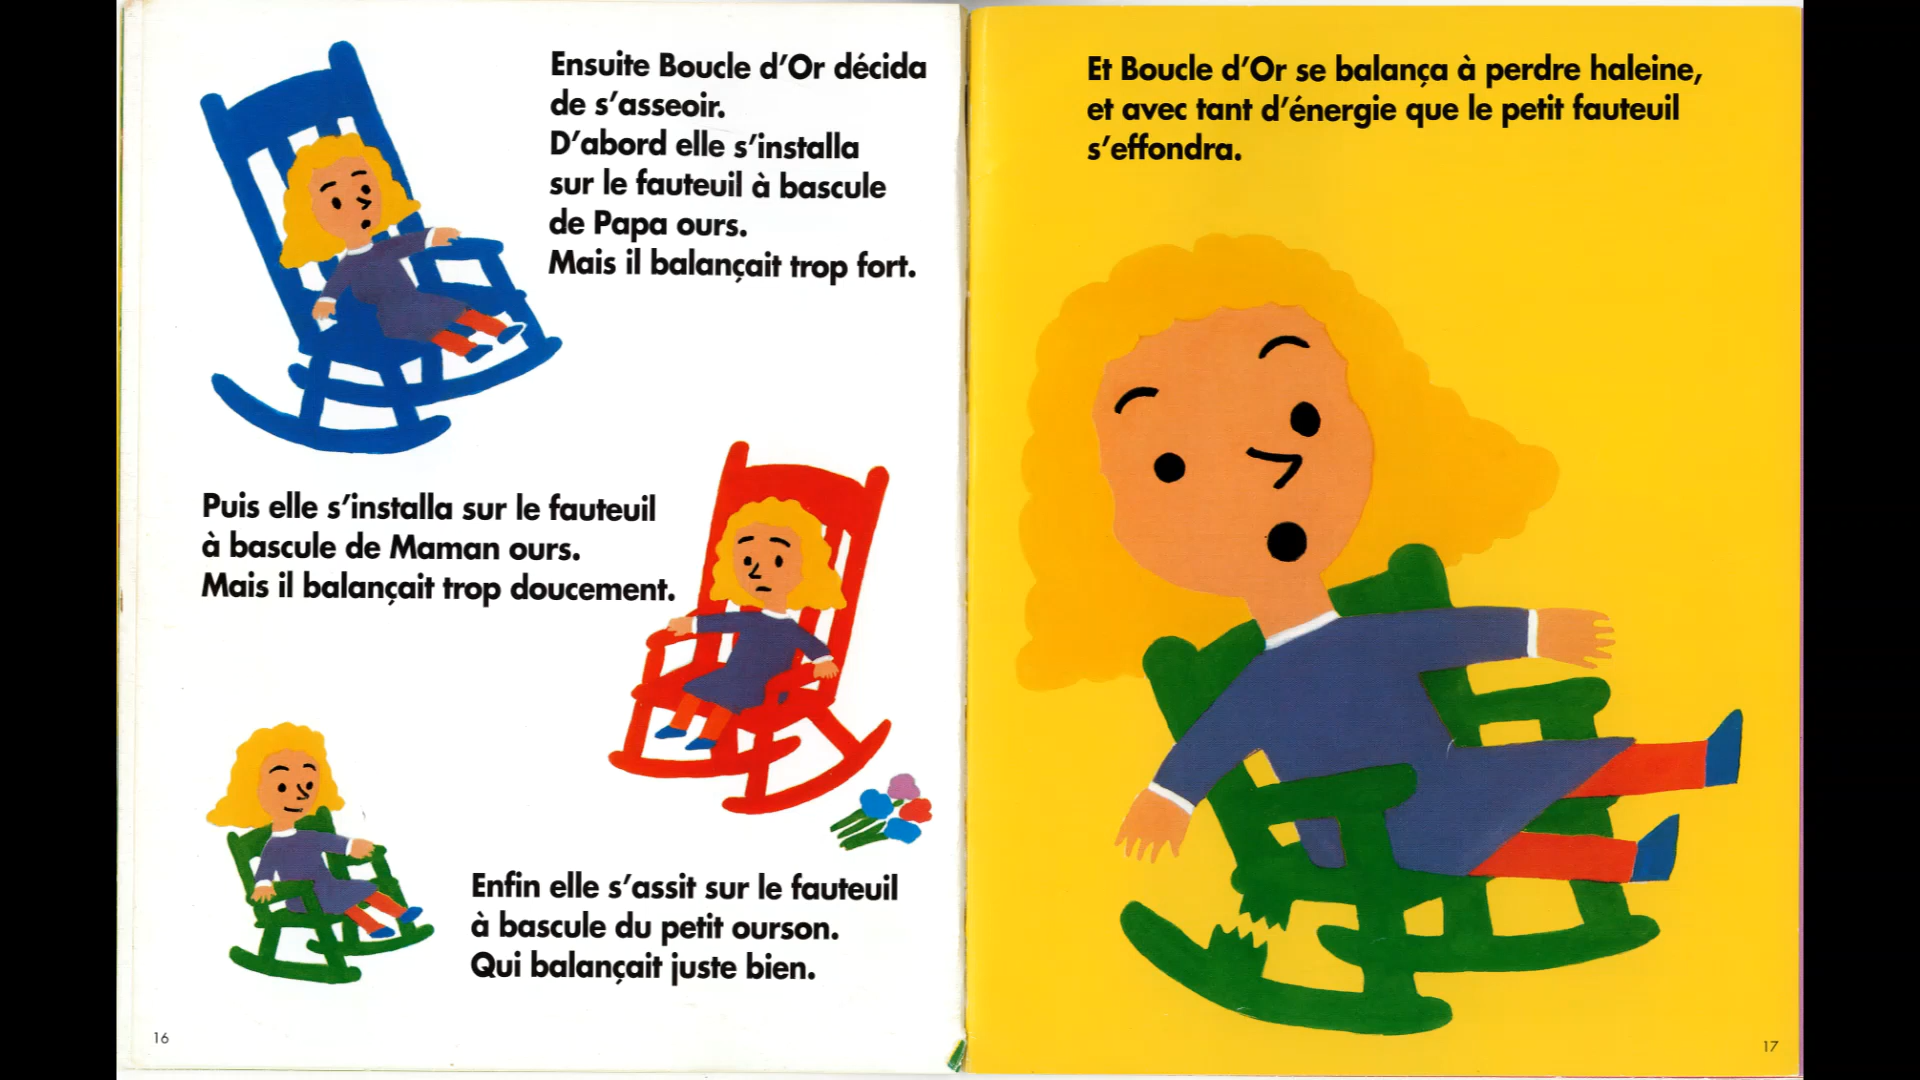 Ensuite Boucle d'Or décida
de s'asseoir.
D'abord elle s'installa
sur le fauteuil à bascule
de Papa ours.
Mais il balançait trop fort.
Puis elle s'installa sur le fauteuil
à bascule de Maman ours.
Mais il balançait trop doucement.
Enfin elle s'assit sur le fauteuil
à bascule du petit ourson.
Qui balançait juste bien.
16
Et Boucle d'Or se balança à perdre haleine,
et avec tant d'énergie que le petit fauteuil
s'effondra.
17